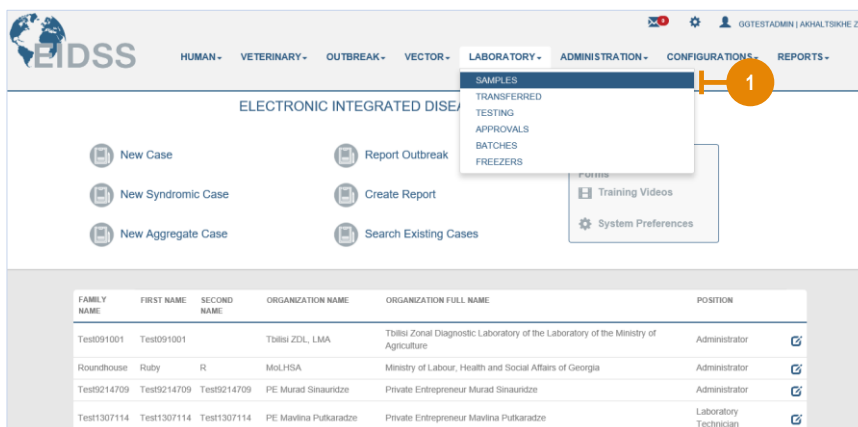 GGTESTADMIN | AKHALTSIKHE Z
EIDSS
HUMAN VETERINARY OUTBREAK VECTOR LABORATORY ADMINISTRATION CONFIGURATIONS REPORTS
SAMPLES
1
TRANSFERRED
TESTING
APPROVALS
BATCHES
FREEZERS
ELECTRONIC INTEGRATED DISEA
New Case
Report Outbreak
Forms
New Syndromic Case
Create Report
Training Videos
New Aggregate Case
Search Existing Cases
System Preferences
FAMILY NAME FIRST NAME SECOND NAME ORGANIZATION NAME ORGANIZATION FULL NAME POSITION
Test091001 Test091001 Tbilisi ZDL, LMA Tbilisi Zonal Diagnostic Laboratory of the Laboratory of the Ministry of Agriculture Administrator
Roundhouse Ruby R MoLHSA Ministry of Labour, Health and Social Affairs of Georgia Administrator
Test9214709 Test9214709 Test9214709 PE Murad Sinauridze Private Entrepreneur Murad Sinauridze Administrator
Test1307114 Test1307114 Test1307114 PE Mavlina Putkaradze Private Entrepreneur Mavlina Putkaradze Laboratory Technician